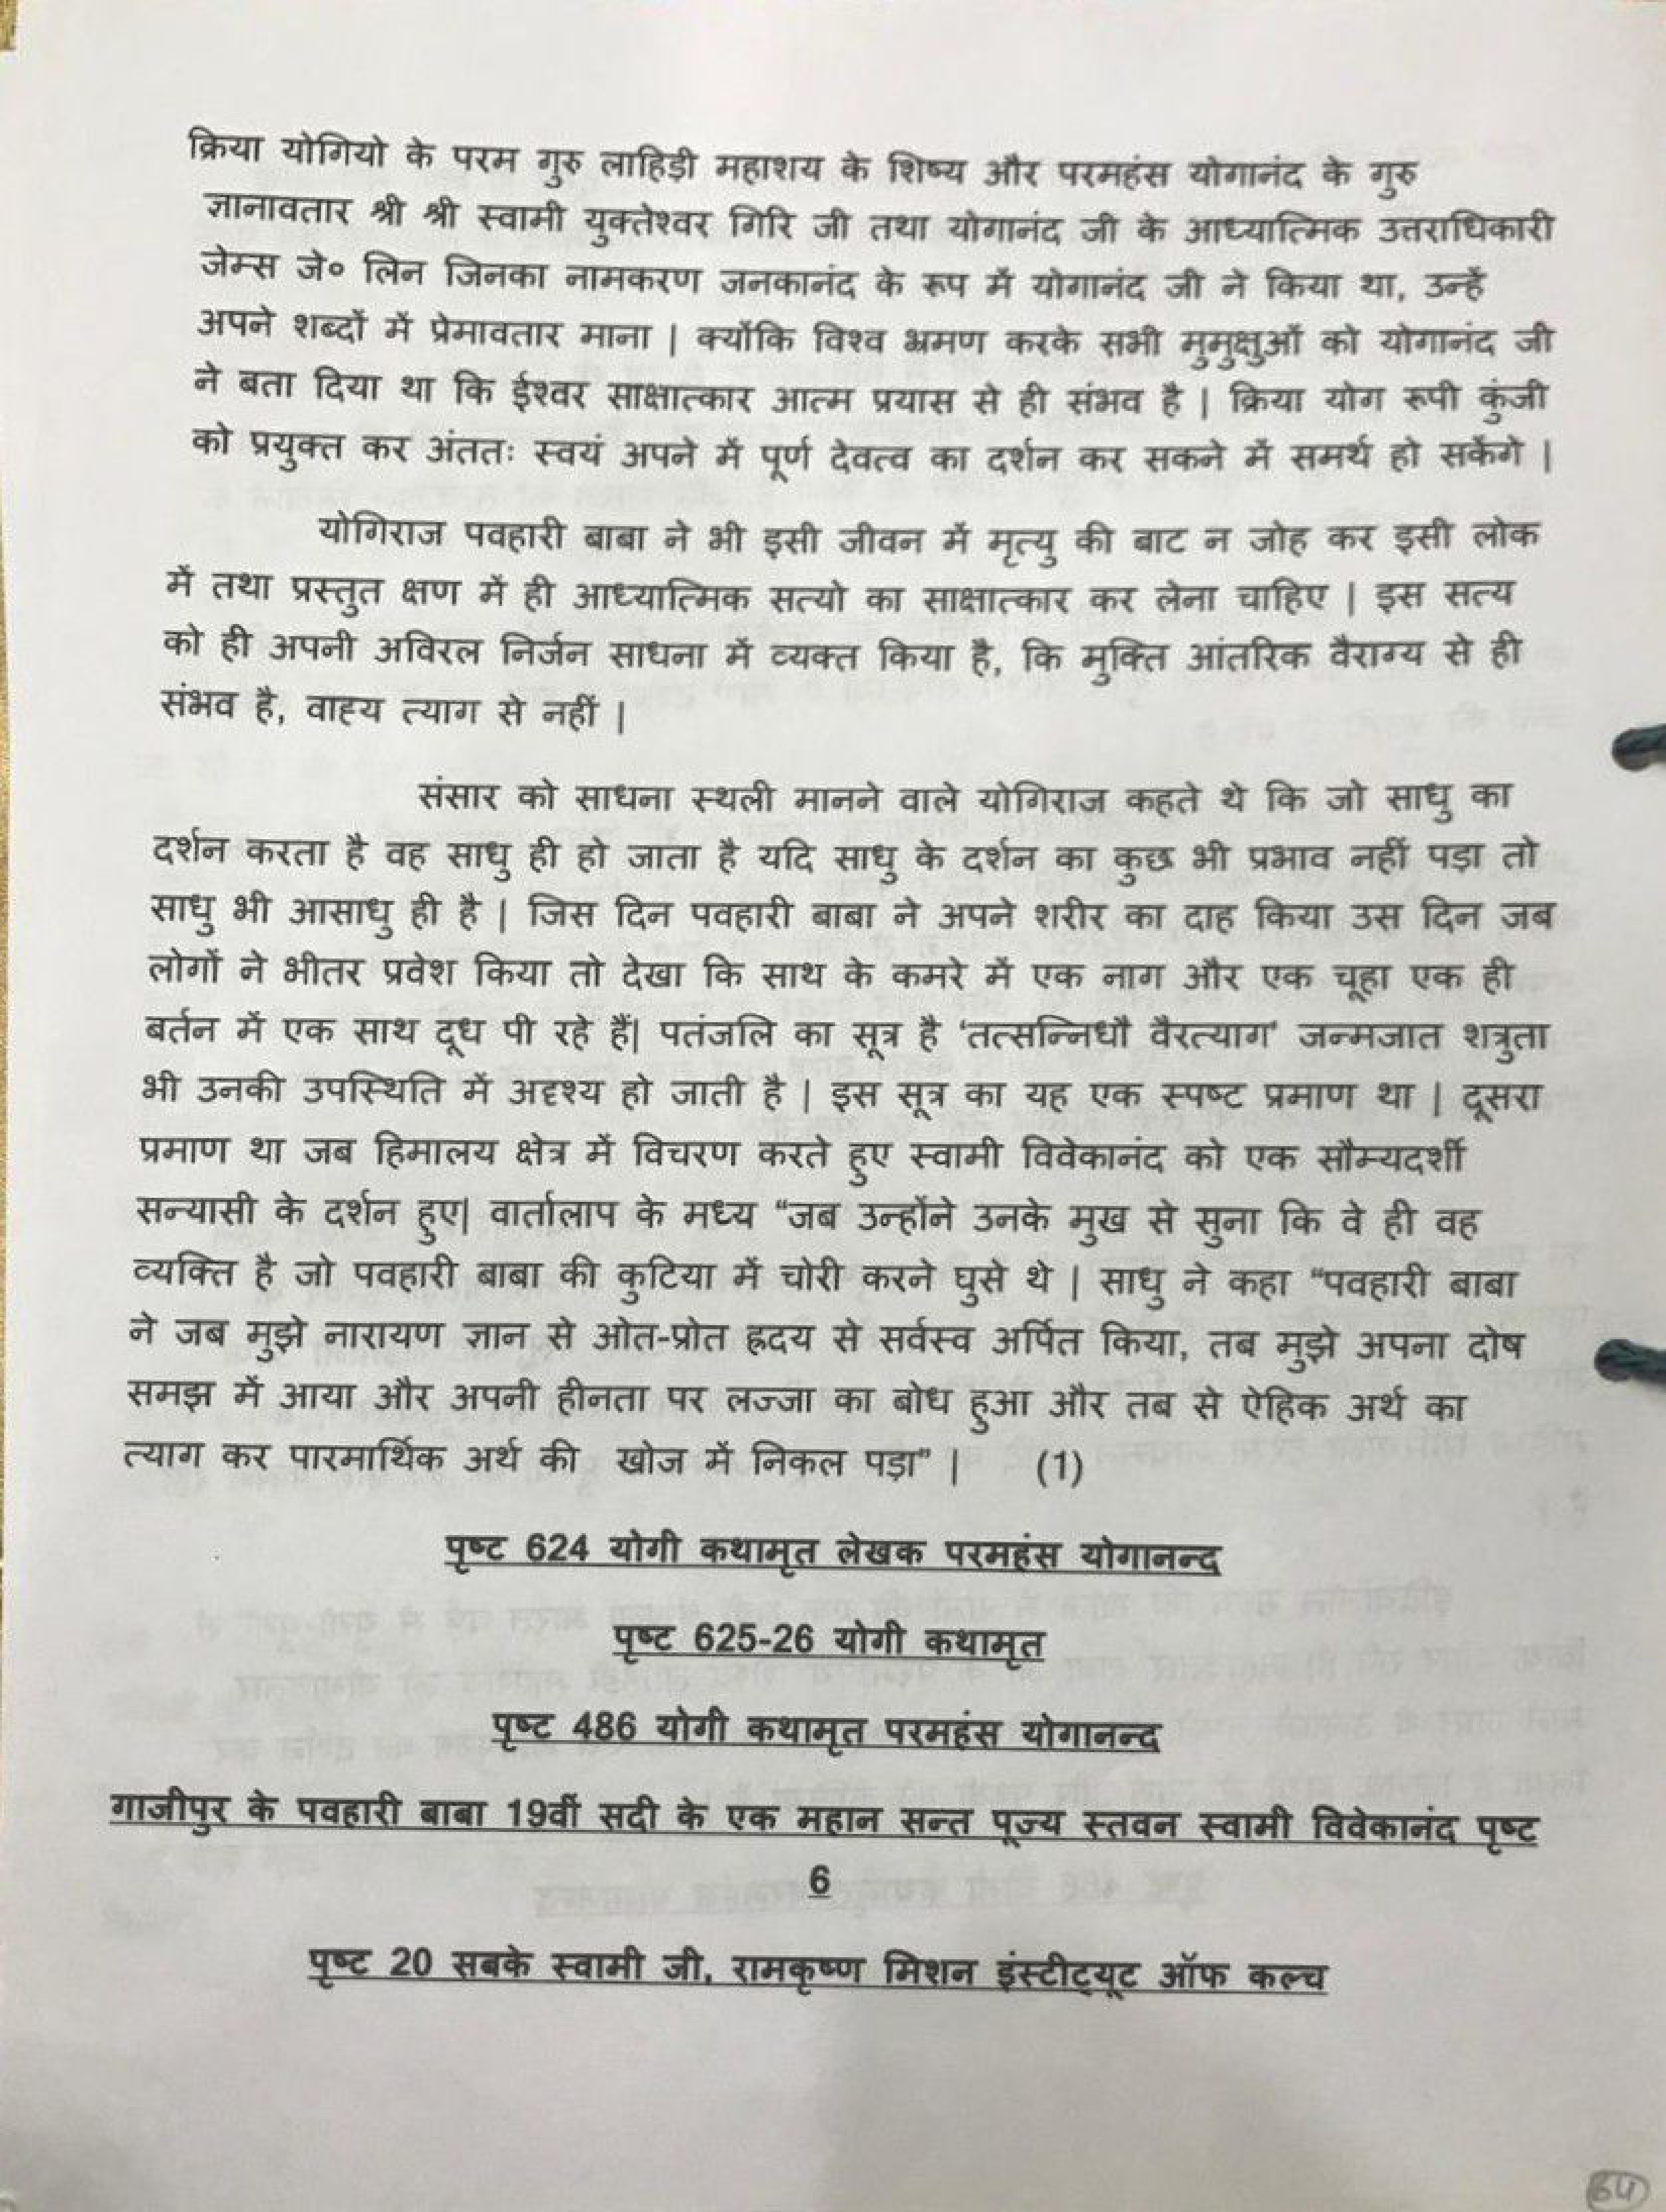 क्रिया योगियो के परम गुरु लाहिड़ी महाशय के शिष्य और परमहंस योगानंद के गुरु
ज्ञानावतार श्री श्री स्वामी युक्तेश्वर गिरि जी तथा योगानंद जी के आध्यात्मिक उत्तराधिकारी
जेम्स जे० लिन जिनका नामकरण जनकानंद के रूप में योगानंद जी ने किया था, उन्हें
अपने शब्दों में प्रेमावतार माना | क्योंकि विश्व भ्रमण करके सभी मुमुक्षुओं को योगानंद जी
ने बता दिया था कि ईश्वर साक्षात्कार आत्म प्रयास से ही संभव है | क्रिया योग रूपी कुंजी
को प्रयुक्त कर अंततः स्वयं अपने में पूर्ण देवत्व का दर्शन कर सकने में समर्थ हो सकेंगे |
योगिराज पवहारी बाबा ने भी इसी जीवन में मृत्यु की बाट न जोह कर इसी लोक
में तथा प्रस्तुत क्षण में ही आध्यात्मिक सत्यो का साक्षात्कार कर लेना चाहिए | इस सत्य
को ही अपनी अविरल निर्जन साधना में व्यक्त किया है, कि मुक्ति आंतरिक वैराग्य से ही
संभव है, वाह्य त्याग से नहीं |
संसार को साधना स्थली मानने वाले योगिराज कहते थे कि जो साधु का
दर्शन करता है वह साधु ही हो जाता है यदि साधु के दर्शन का कुछ भी प्रभाव नहीं पड़ा तो
साधु भी आसाधु ही है | जिस दिन पवहारी बाबा ने अपने शरीर का दाह किया उस दिन जब
लोगों ने भीतर प्रवेश किया तो देखा कि साथ के कमरे में एक नाग और एक चूहा एक ही
बर्तन में एक साथ दूध पी रहे हैं| पतंजलि का सूत्र है 'तत्सन्निधौ वैरत्याग' जन्मजात शत्रुता
भी उनकी उपस्थिति में अदृश्य हो जाती है | इस सूत्र का यह एक स्पष्ट प्रमाण था | दूसरा
प्रमाण था जब हिमालय क्षेत्र में विचरण करते हुए स्वामी विवेकानंद को एक सौम्यदर्शी
सन्यासी के दर्शन हुए| वार्तालाप के मध्य "जब उन्होंने उनके मुख से सुना कि वे ही वह
व्यक्ति है जो पवहारी बाबा की कुटिया में चोरी करने घुसे थे | साधु ने कहा "पवहारी बाबा
ने जब मुझे नारायण ज्ञान से ओत-प्रोत ह्रदय से सर्वस्व अर्पित किया, तब मुझे अपना दोष
समझ में आया और अपनी हीनता पर लज्जा का बोध हुआ और तब से ऐहिक अर्थ का
त्याग कर पारमार्थिक अर्थ की खोज में निकल पड़ा" | (1)
पृष्ट 624 योगी कथामृत लेखक परमहंस योगानन्द
पृष्ट 625-26 योगी कथामृत
पृष्ट 486 योगी कथामृत परमहंस योगानन्द
गाजीपुर के पवहारी बाबा 19वीं सदी के एक महान सन्त पूज्य स्तवन स्वामी विवेकानंद पृष्ट
6
पृष्ट 20 सबके स्वामी जी, रामकृष्ण मिशन इंस्टीट्यूट ऑफ कल्च